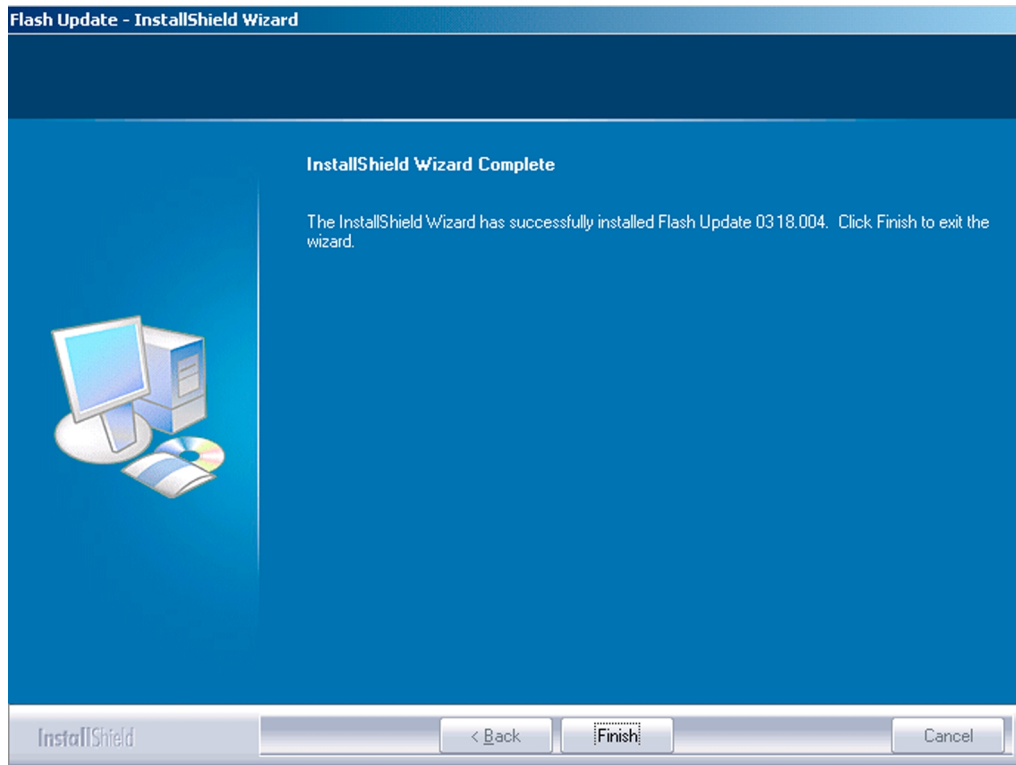 Flash Update - InstallShield Wizard
InstallShield Wizard Complete
The InstallShield Wizard has successfully installed Flash Update 0318.004. Click Finish to exit the
wizard.
InstallShield
< Back
Finish
Cancel